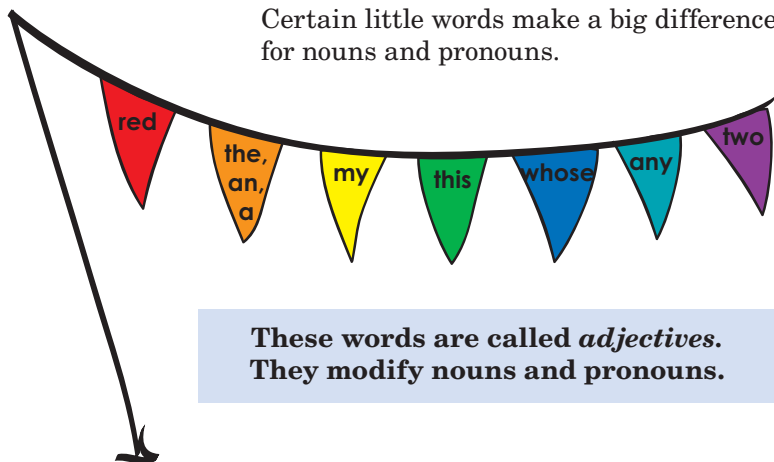 Certain little words make a big difference
for nouns and pronouns.
red
the,
an,
a
my
this
whose
any
two
These words are called adjectives.
They modify nouns and pronouns.